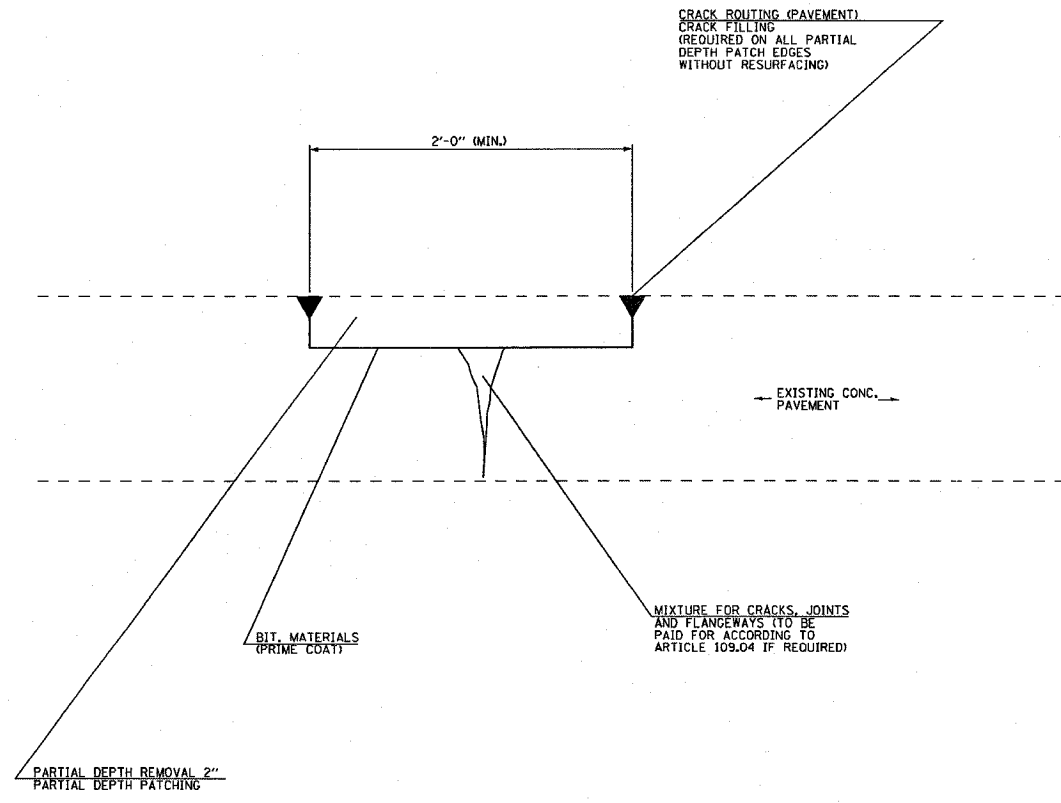 CRACK ROUTING (PAVEMENT)
CRACK FILLING
(REQUIRED ON ALL PARTIAL
DEPTH PATCH EDGES
WITHOUT RESURFACING)
2'-0" (MIN.)
EXISTING CONC.
PAVEMENT
MIXTURE FOR CRACKS, JOINTS
AND FLANGEWAYS (TO BE
PAID FOR ACCORDING TO
ARTICLE 109.04 IF REQUIRED)
BIT. MATERIALS
(PRIME COAT)
PARTIAL DEPTH REMOVAL 2"
PARTIAL DEPTH PATCHING